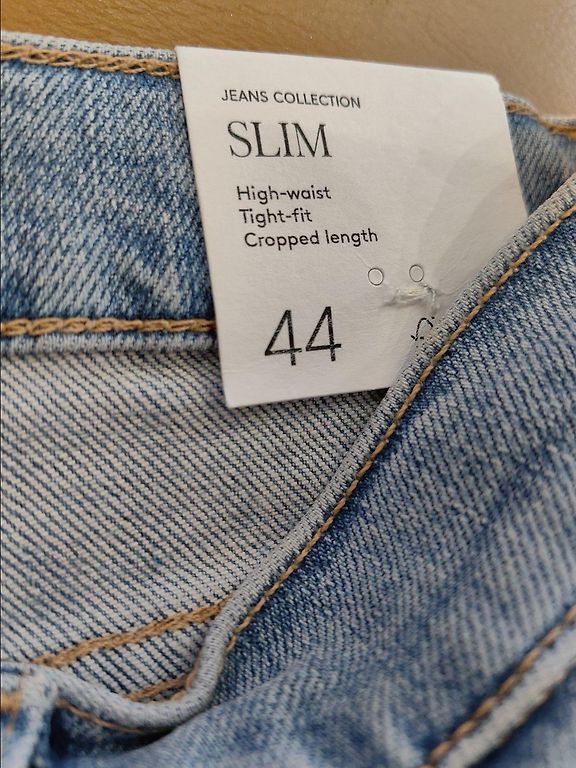 JEANS COLLECTION
SLIM
High-waist
Tight-fit
Cropped length
44